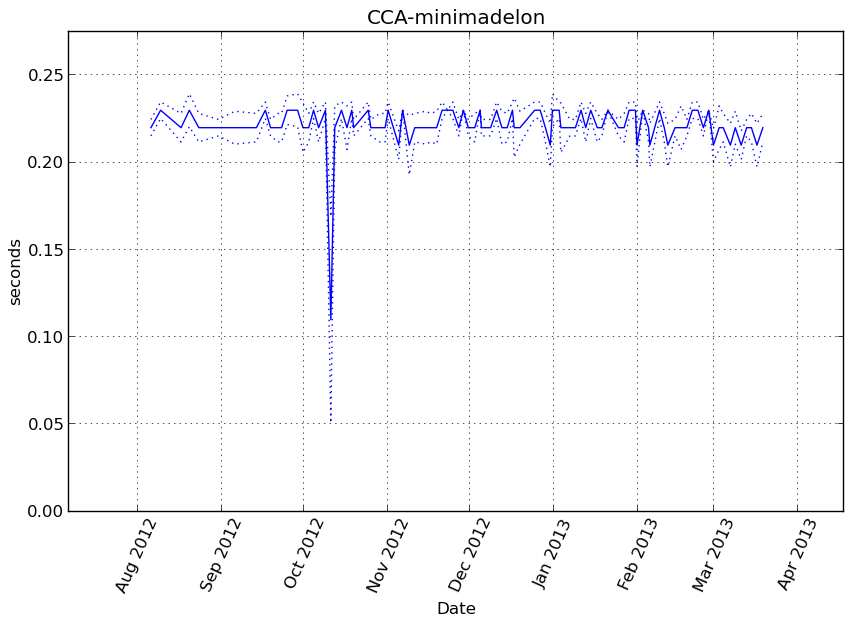 CCA-minimadelon
0.25
0.20
0.15
0.10
0.05
0.00
seconds
Aug 2012
Sep 2012
Oct 2012
Nov 2012
Dec 2012
Jan 2013
Feb 2013
Mar 2013
Apr 2013
Date